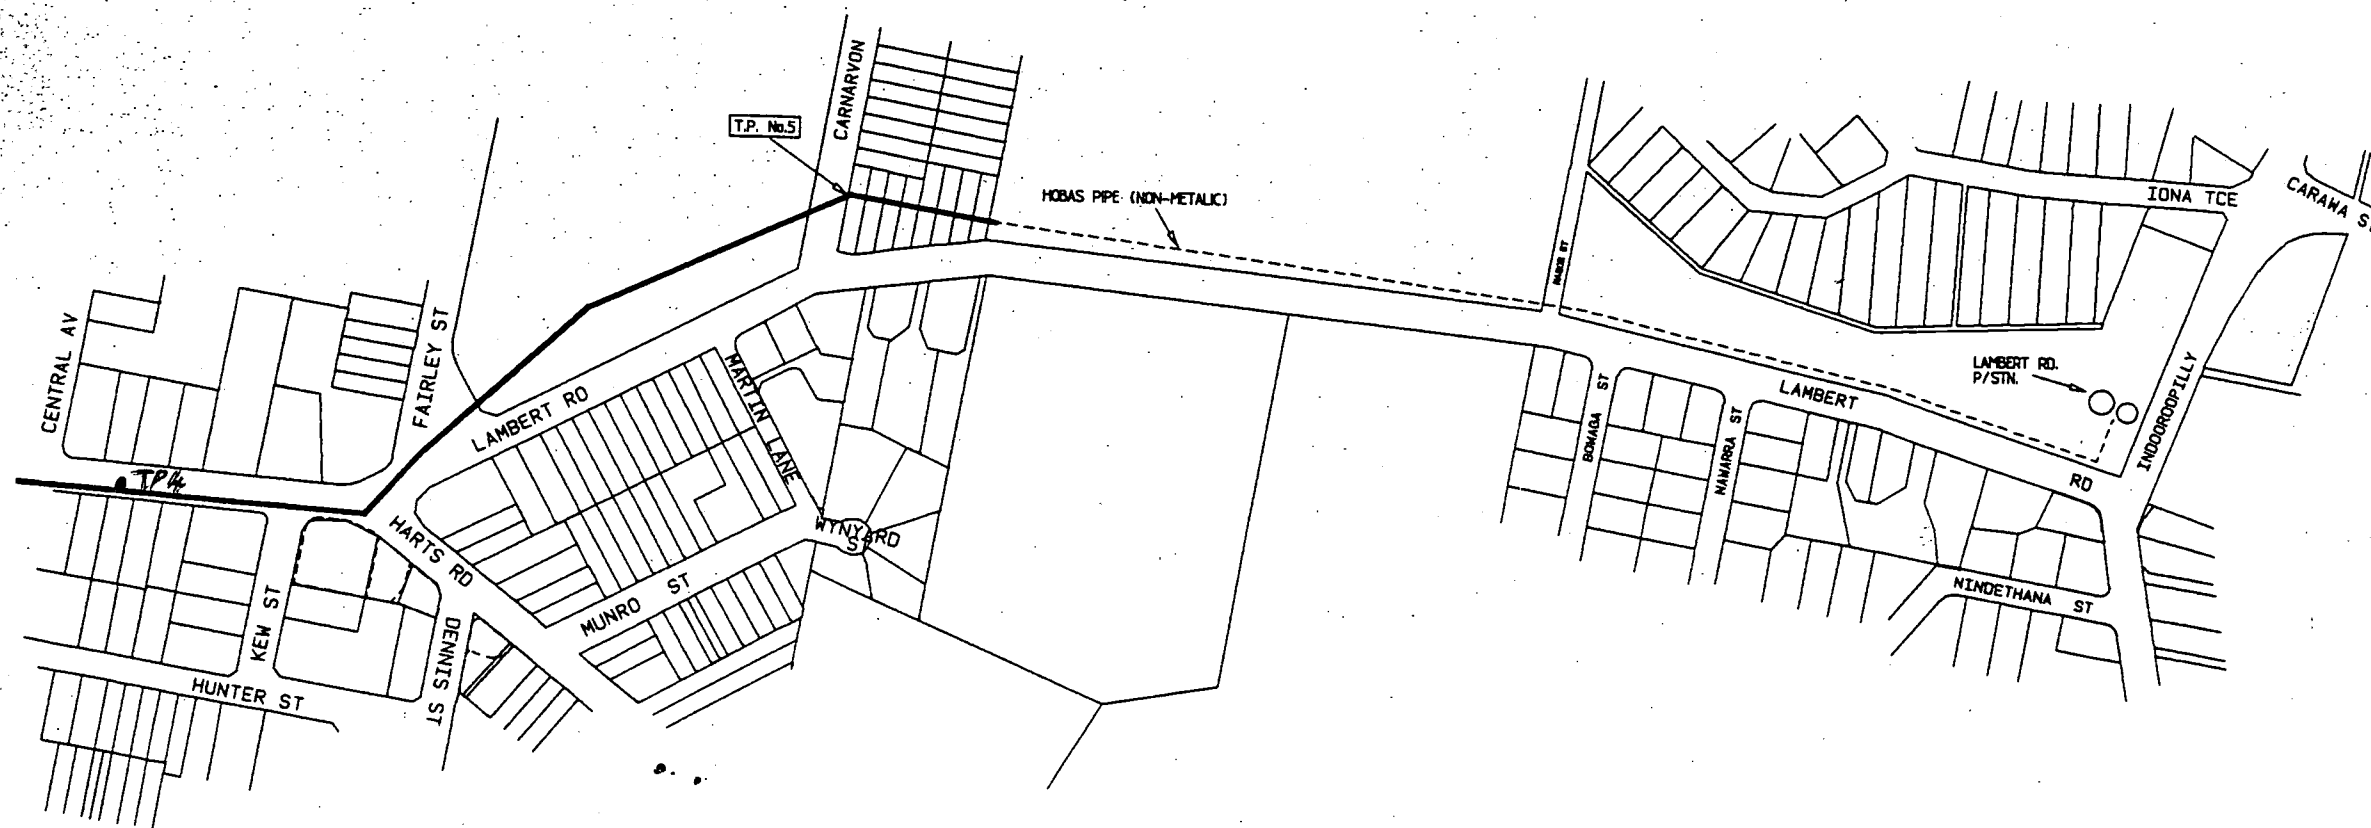 CARNARVON
T.P. No.5
HOBAS PIPE (NON-METALIC)
IONA TCE
CARAWA ST
CENTRAL AV
FAIRLEY ST
MARTIN LANE
LAMBERT RD
LAMBERT RD.
P/STN.
LAMBERT
RD
INDOOROOPILLY
BOMAGA ST
NAMARRA ST
T.P 4
HARTS RD
WYNYARD
ST
MUNRO ST
KEW ST
DENNIS ST
HUNTER ST
NINDETHANA ST